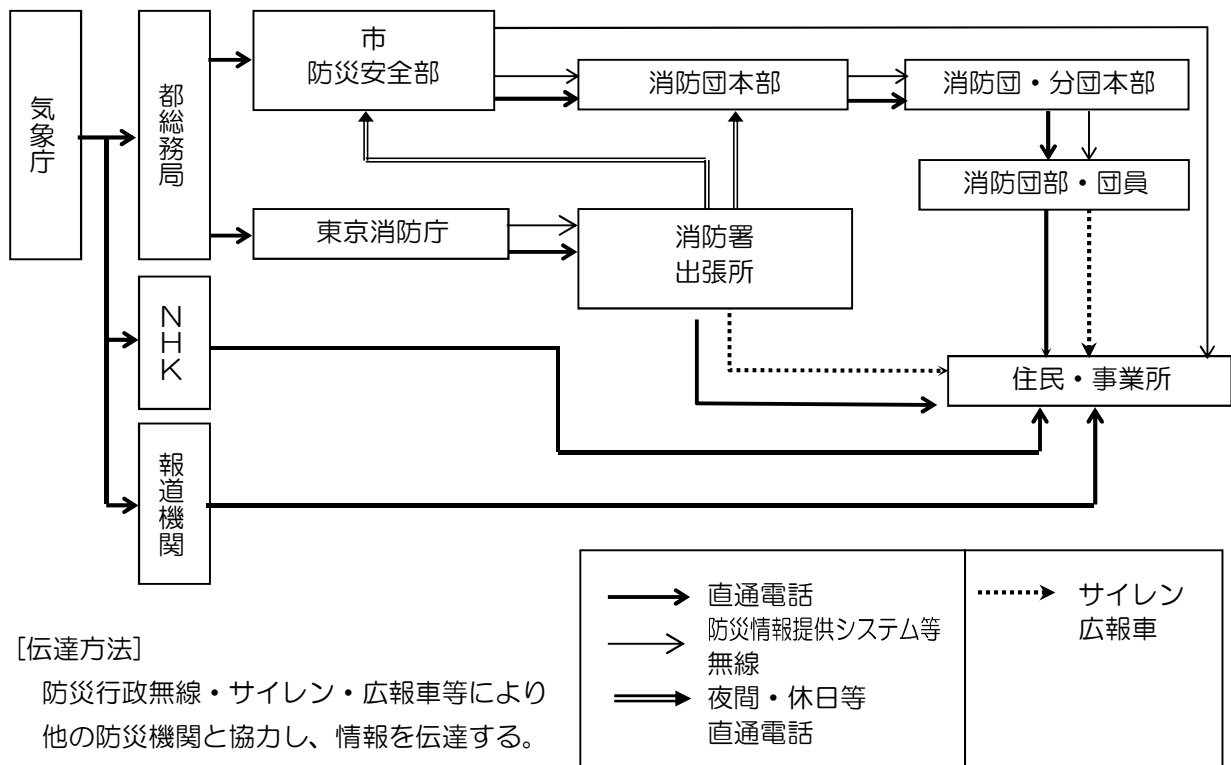 気象庁
都総務局
市
防災安全部
消防団本部
消防団・分団本部
消防団部・団員
東京消防庁
消防署
出張所
NHK
住民・事業所
報道機関
直通電話
防災情報提供システム等
無線
夜間・休日等
直通電話
サイレン
広報車
[伝達方法]
防災行政無線・サイレン・広報車等により
他の防災機関と協力し、情報を伝達する。